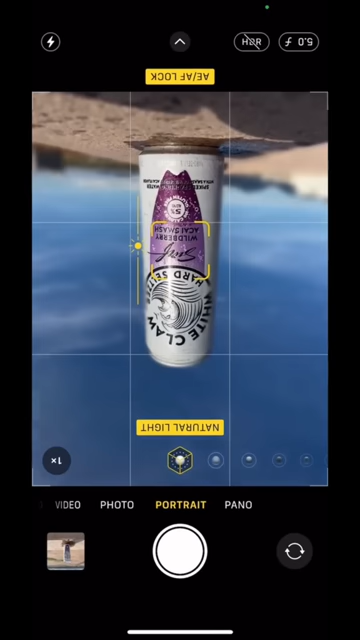 HDR
ƒ 5.0
AE/AF LOCK
WHITE CLAW
HARD SELTZER
Surf
WILDBERRY
ACAI SMASH
5%
NATURAL LIGHT
1×
VIDEO
PHOTO
PORTRAIT
PANO